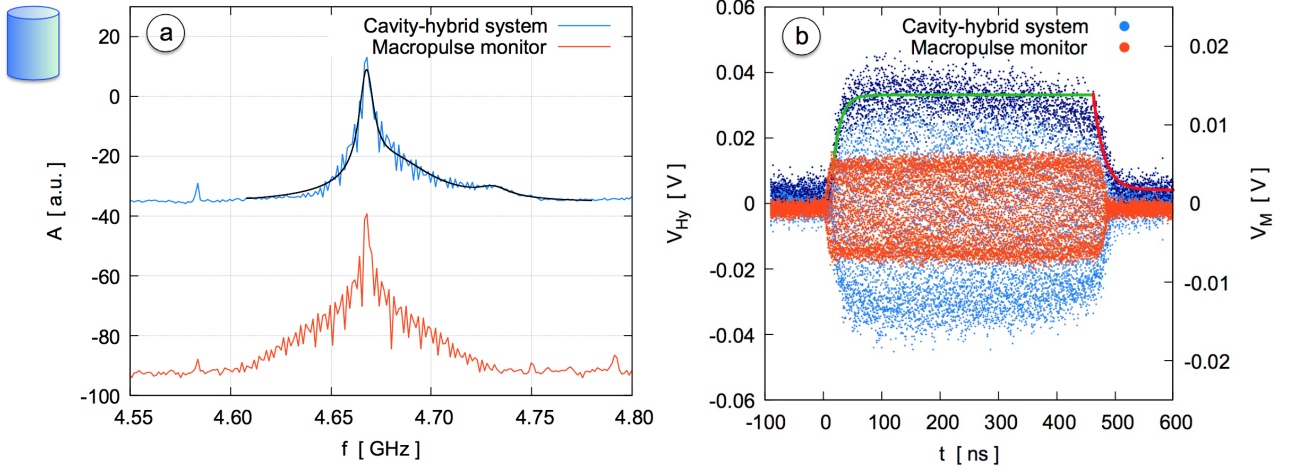 a
Cavity-hybrid system
Macropulse monitor
20
0
-20
-40
-60
-80
-100
A [ a.u. ]
4.55 4.60 4.65 4.70 4.75 4.80
f [ GHz ]
b
Cavity-hybrid system
Macropulse monitor
0.06
0.04
0.02
0
-0.02
-0.04
-0.06
V_Hy [ V ]
0.02
0.01
0
-0.01
-0.02
V_M [ V ]
-100 0 100 200 300 400 500 600
t [ ns ]